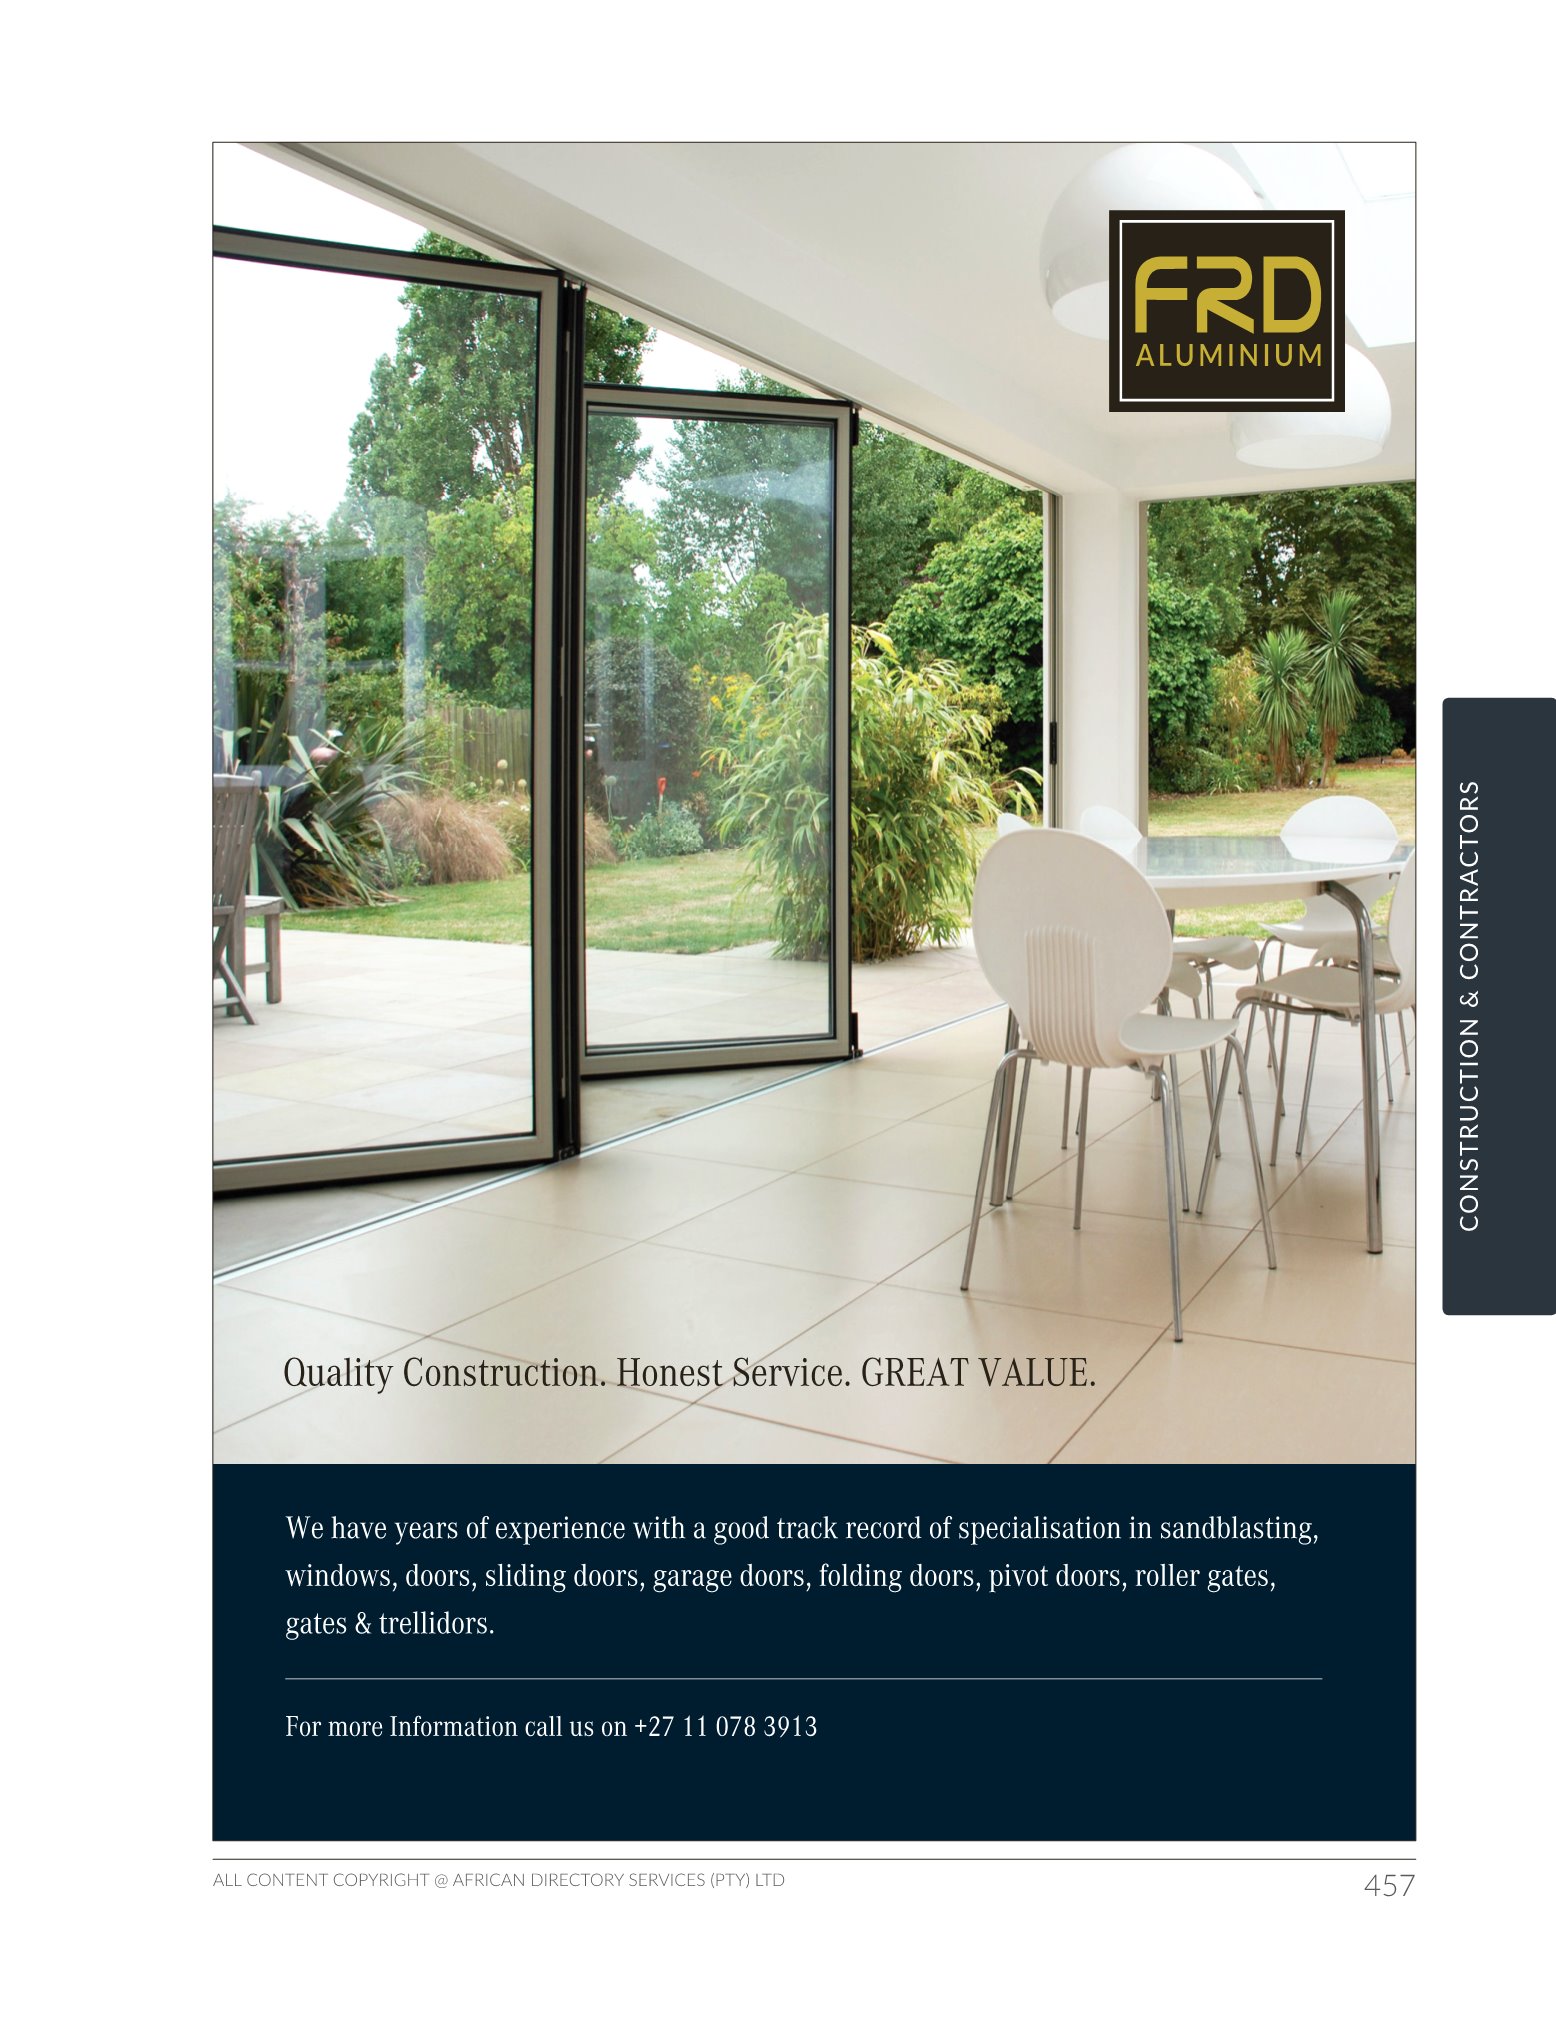 FRD
ALUMINIUM
CONSTRUCTION & CONTRACTORS
Quality Construction. Honest Service. GREAT VALUE.
We have years of experience with a good track record of specialisation in sandblasting,
windows, doors, sliding doors, garage doors, folding doors, pivot doors, roller gates,
gates & trellidors.
For more Information call us on +27 11 078 3913
ALL CONTENT COPYRIGHT @ AFRICAN DIRECTORY SERVICES (PTY) LTD
457